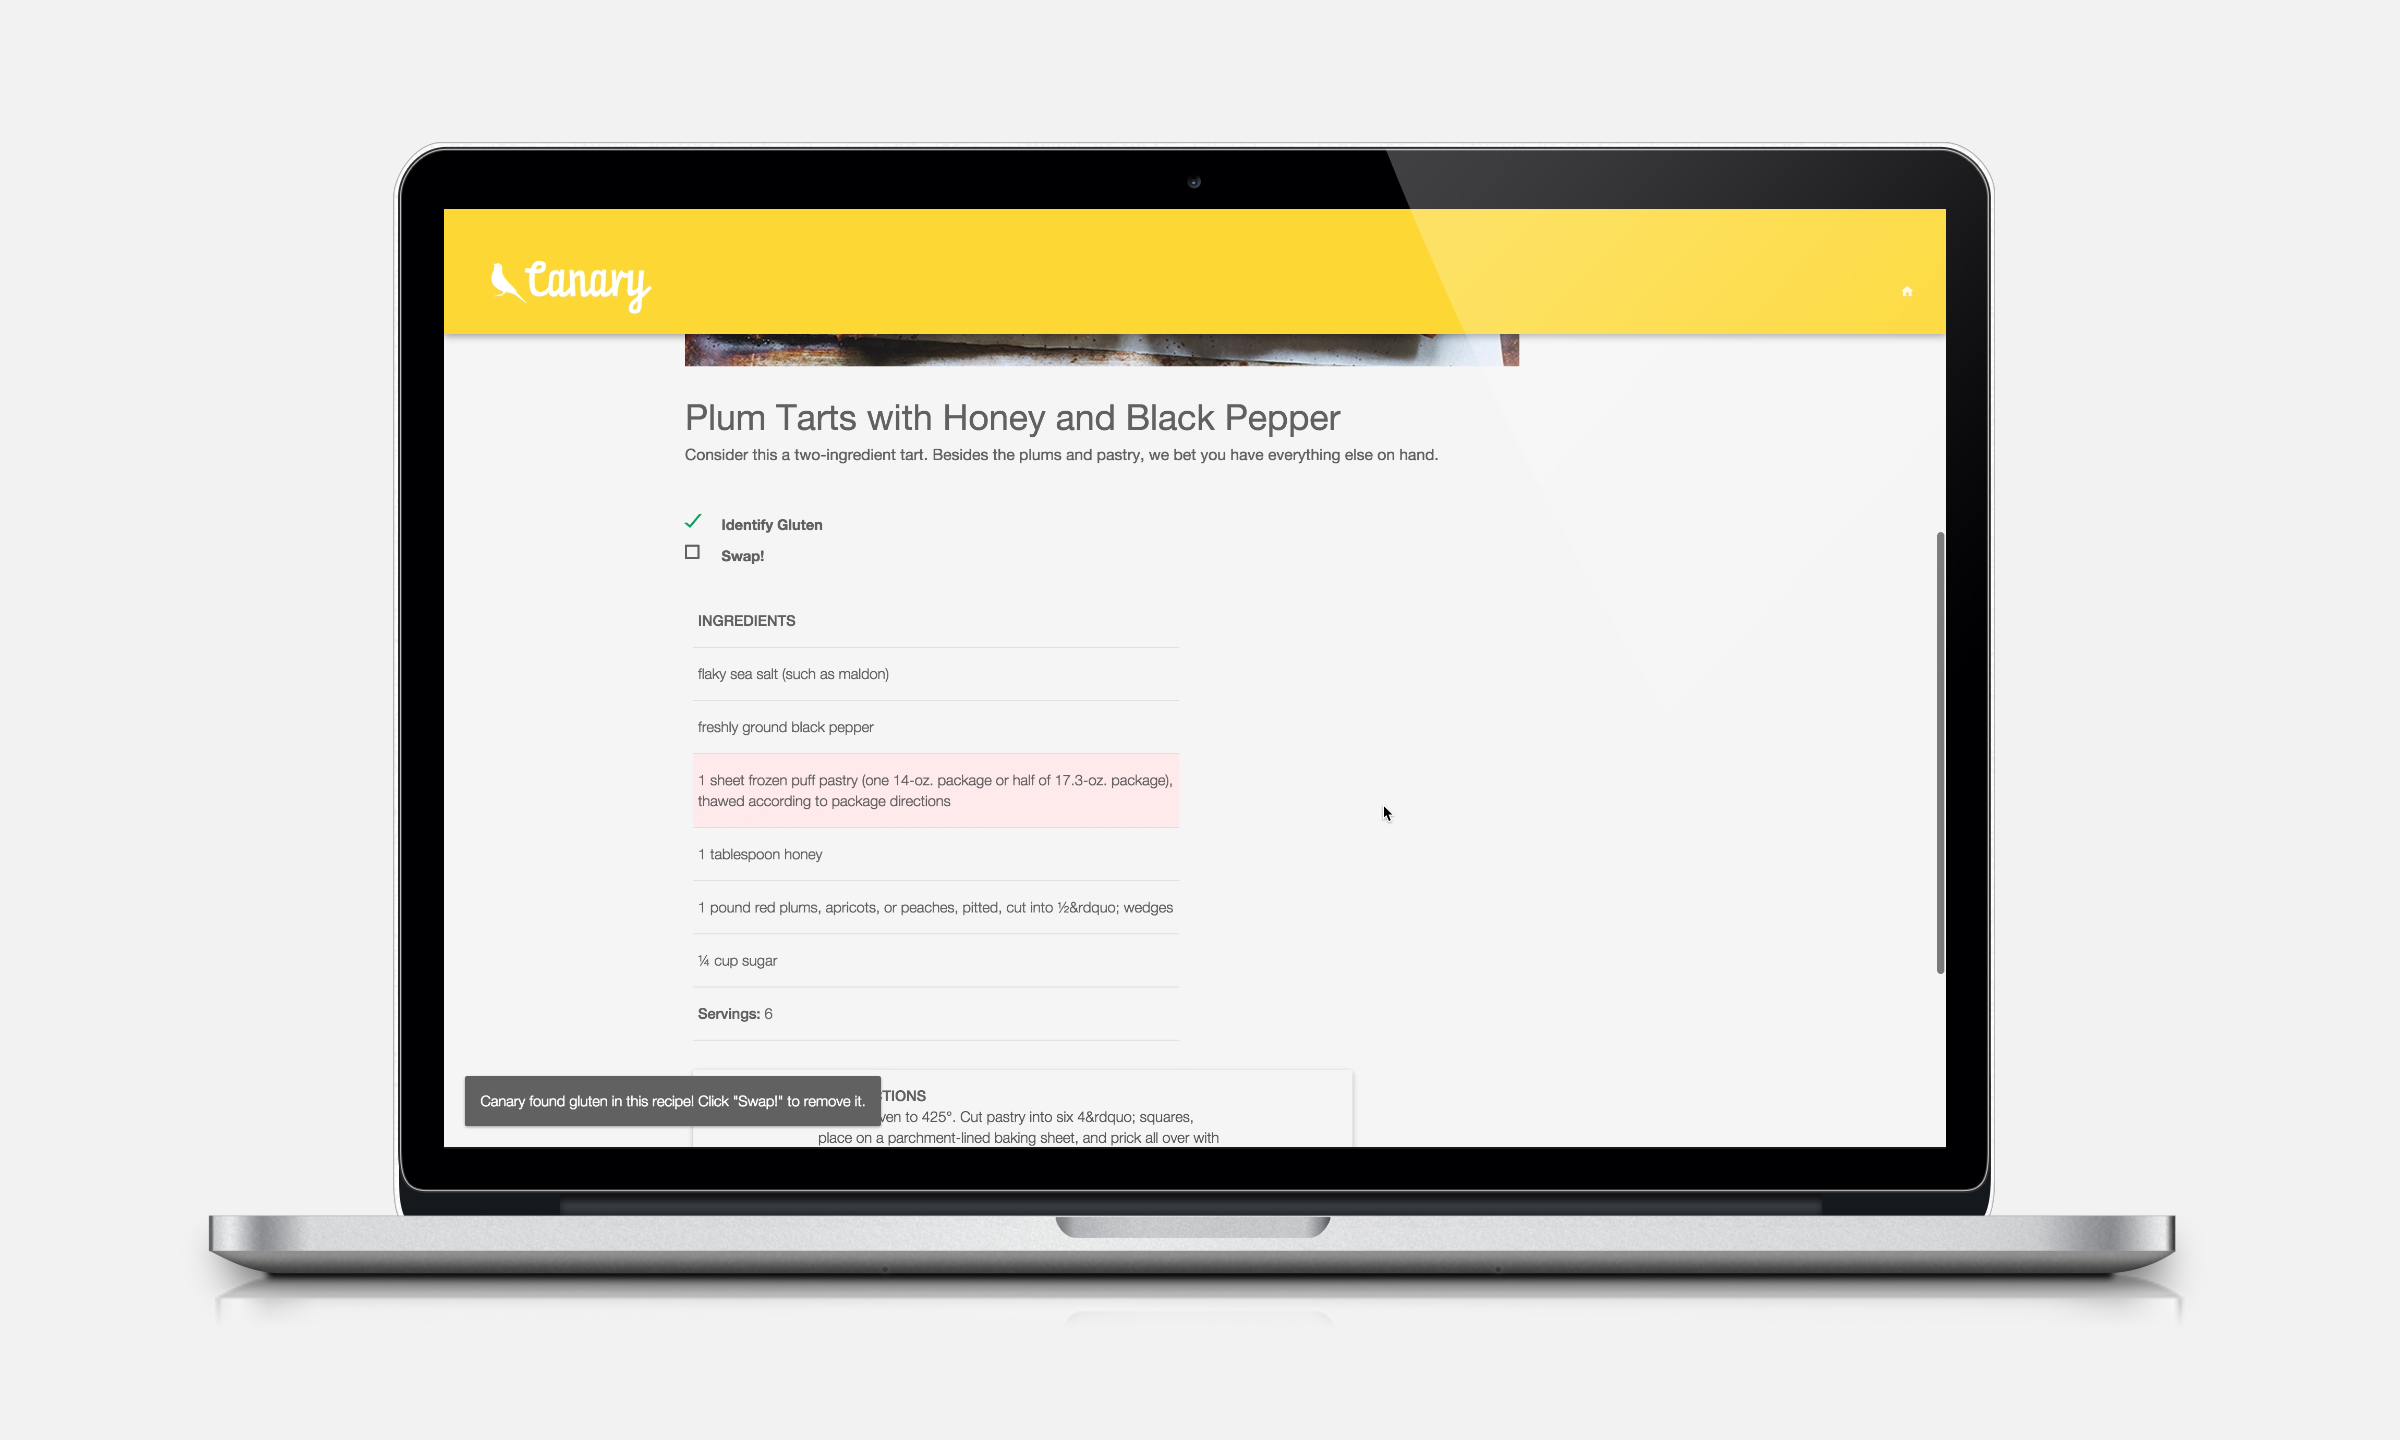 Canary
Plum Tarts with Honey and Black Pepper
Consider this a two-ingredient tart. Besides the plums and pastry, we bet you have everything else on hand.
Identify Gluten
Swap!
INGREDIENTS
flaky sea salt (such as maldon)
freshly ground black pepper
1 sheet frozen puff pastry (one 14-oz. package or half of 17.3-oz. package),
thawed according to package directions
1 tablespoon honey
1 pound red plums, apricots, or peaches, pitted, cut into ½&rdquo; wedges
¼ cup sugar
Servings: 6
Canary found gluten in this recipe! Click "Swap!" to remove it.
TIONS
ven to 425°. Cut pastry into six 4&rdquo; squares,
place on a parchment-lined baking sheet, and prick all over with